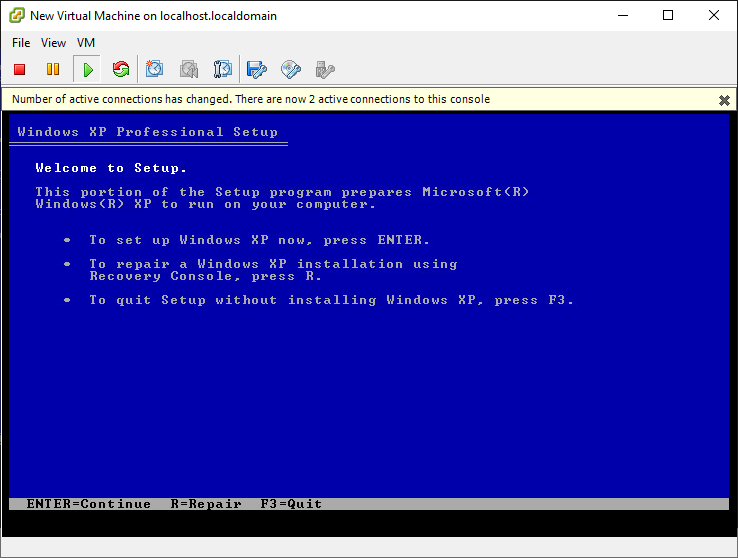 New Virtual Machine on localhost.localdomain
File View VM
Number of active connections has changed. There are now 2 active connections to this console
Windows XP Professional Setup
Welcome to Setup.
This portion of the Setup program prepares Microsoft(R)
Windows(R) XP to run on your computer.
• To set up Windows XP now, press ENTER.
• To repair a Windows XP installation using
Recovery Console, press R.
• To quit Setup without installing Windows XP, press F3.
ENTER=Continue R=Repair F3=Quit